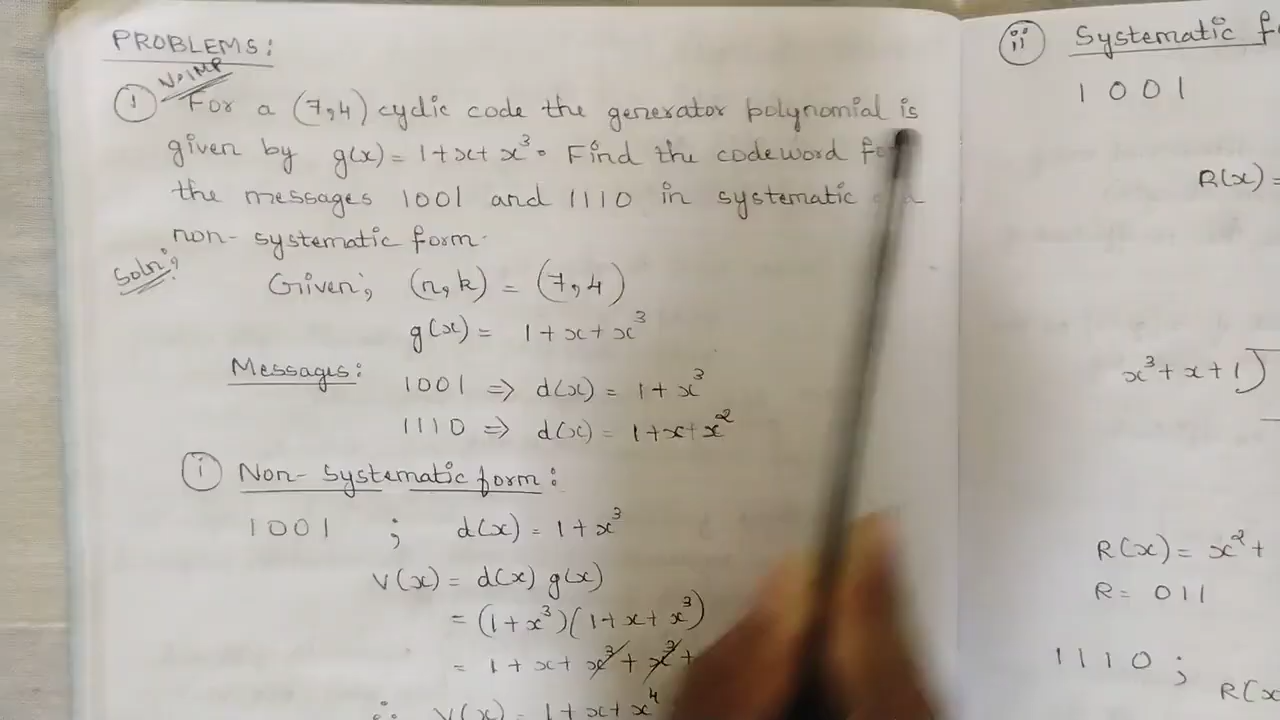 PROBLEMS:
V.IMP
① For a (7,4) cyclic code the generator polynomial is
given by g(x) = 1+x+x³. Find the codeword
the messages 1001 and 1110 in systematic
non-systematic form.
Soln:
Given; (n,k) = (7,4)
g(x) = 1+x+x³
Messages: 1001 => d(x) = 1+x³
1110 => d(x) = 1+x+x²
ⓘ Non-systematic form:
1001 ; d(x) = 1+x³
V(x) = d(x) g(x)
= (1+x³)(1+x+x³)
= 1+x+x³+x³+
∴ V(x) = 1+x+x⁴
ii Systematic
1001
R(x) =
x³+x+1)
R(x) = x²+
R = 011
1110 ;
R(x